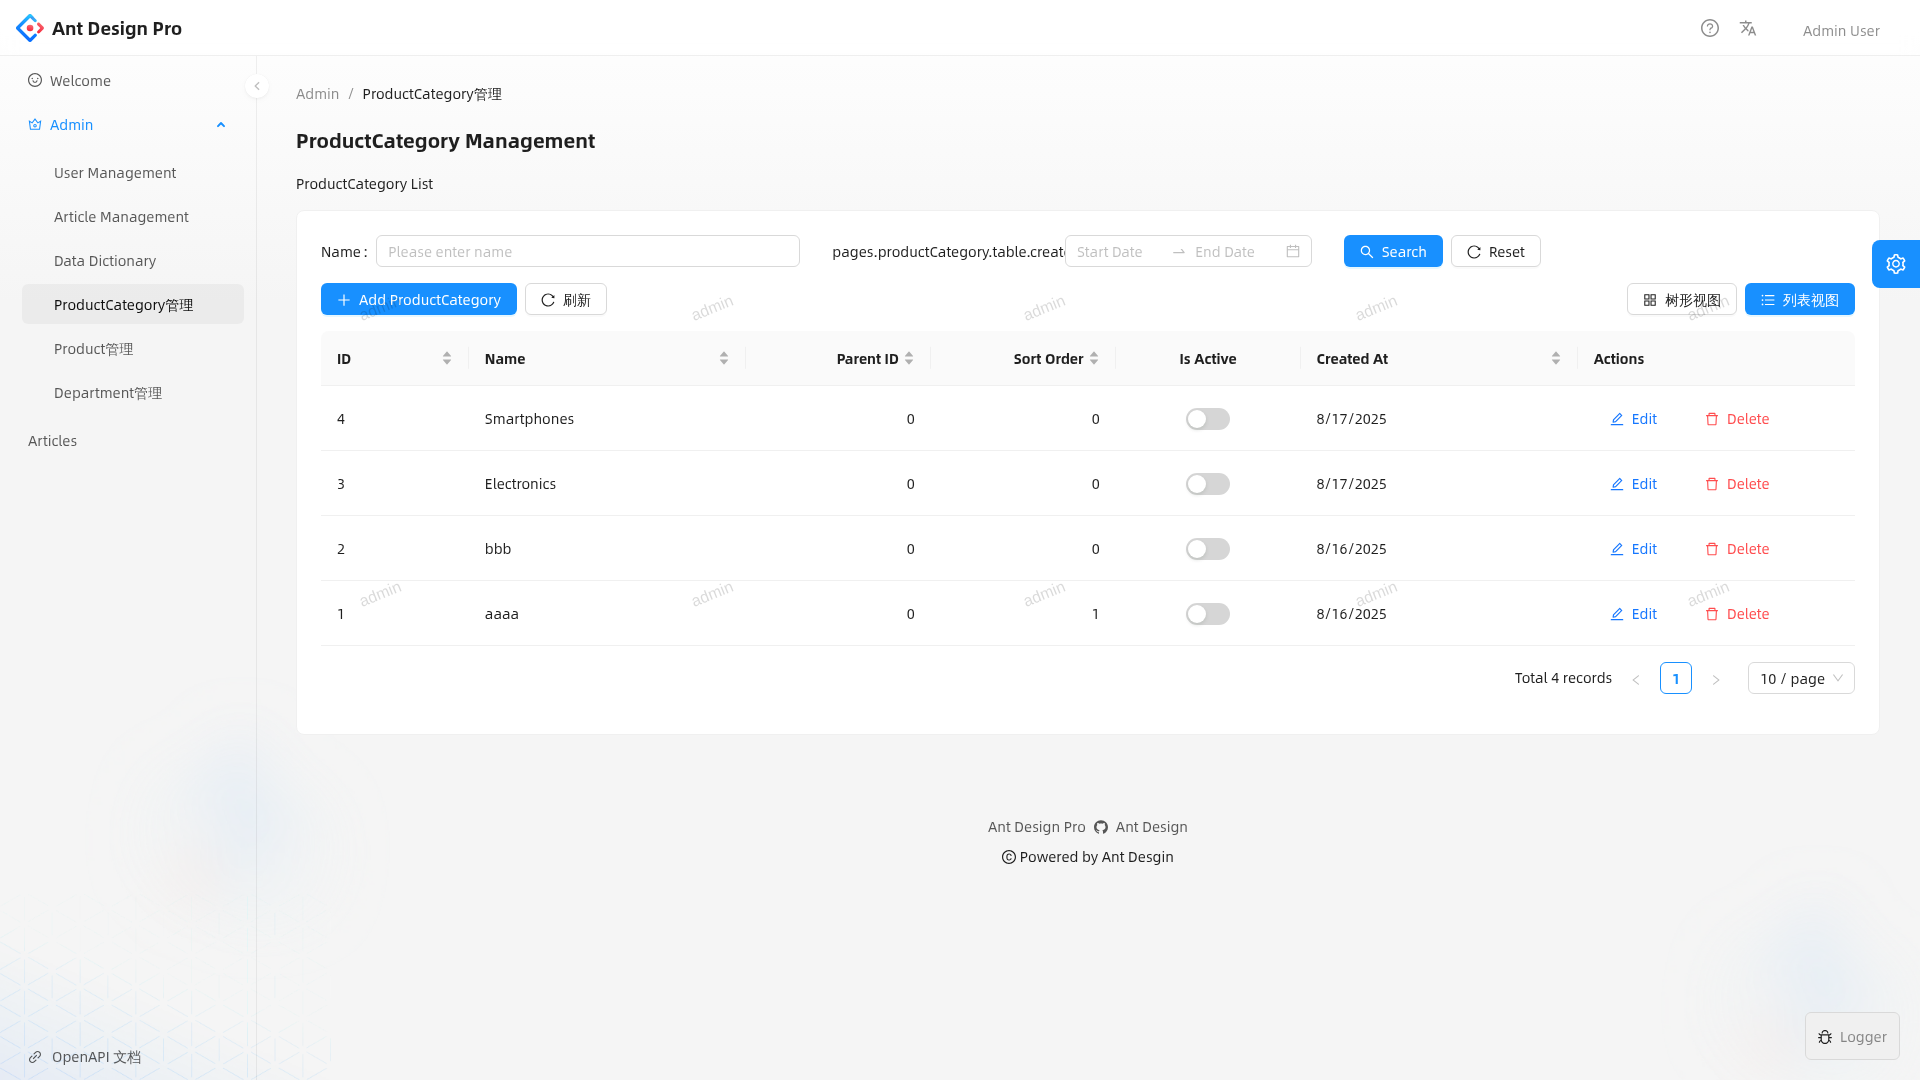 Ant Design Pro
Admin User
Welcome
Admin
User Management
Article Management
Data Dictionary
ProductCategory管理
Product管理
Department管理
Articles
OpenAPI 文档
Admin / ProductCategory管理
ProductCategory Management
ProductCategory List
Name : Please enter name pages.productCategory.table.create Start Date End Date Search Reset
Add ProductCategory 刷新 树形视图 列表视图
admin admin admin admin admin
ID Name Parent ID Sort Order Is Active Created At Actions
4 Smartphones 0 0 8/17/2025 Edit Delete
3 Electronics 0 0 8/17/2025 Edit Delete
2 bbb 0 0 8/16/2025 Edit Delete
admin admin admin admin admin
1 aaaa 0 1 8/16/2025 Edit Delete
Total 4 records 1 10 / page
Ant Design Pro Ant Design
© Powered by Ant Desgin
Logger